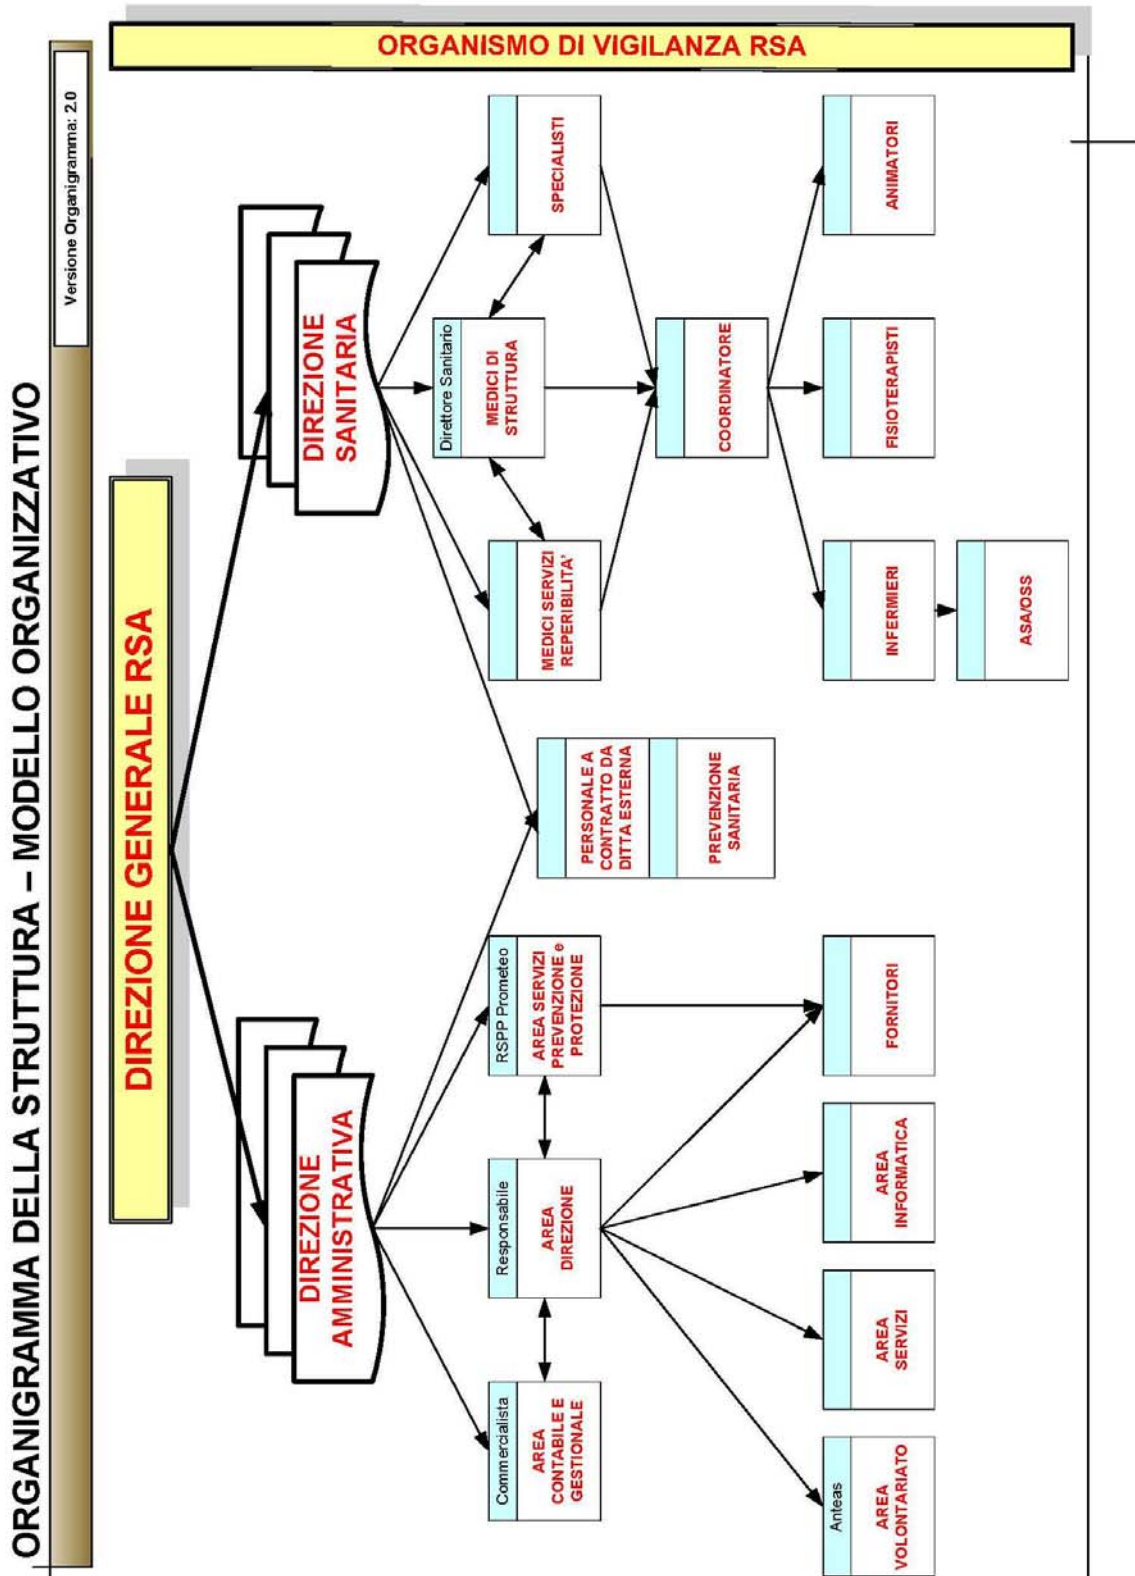 ORGANIGRAMMA DELLA STRUTTURA – MODELLO ORGANIZZATIVO
Versione Organigramma: 2.0
DIREZIONE GENERALE RSA
ORGANISMO DI VIGILANZA RSA
DIREZIONE
AMMINISTRATIVA
DIREZIONE
SANITARIA
Commercialista
AREA
CONTABILE E
GESTIONALE
Responsabile
AREA
DIREZIONE
RSPP Prometeo
AREA SERVIZI
PREVENZIONE e
PROTEZIONE
PERSONALE A
CONTRATTO DA
DITTA ESTERNA
PREVENZIONE
SANITARIA
MEDICI SERVIZI
REPERIBILITA'
Direttore Sanitario
MEDICI DI
STRUTTURA
SPECIALISTI
COORDINATORE
Anteas
AREA
VOLONTARIATO
AREA
SERVIZI
AREA
INFORMATICA
FORNITORI
INFERMIERI
FISIOTERAPISTI
ANIMATORI
ASA/OSS